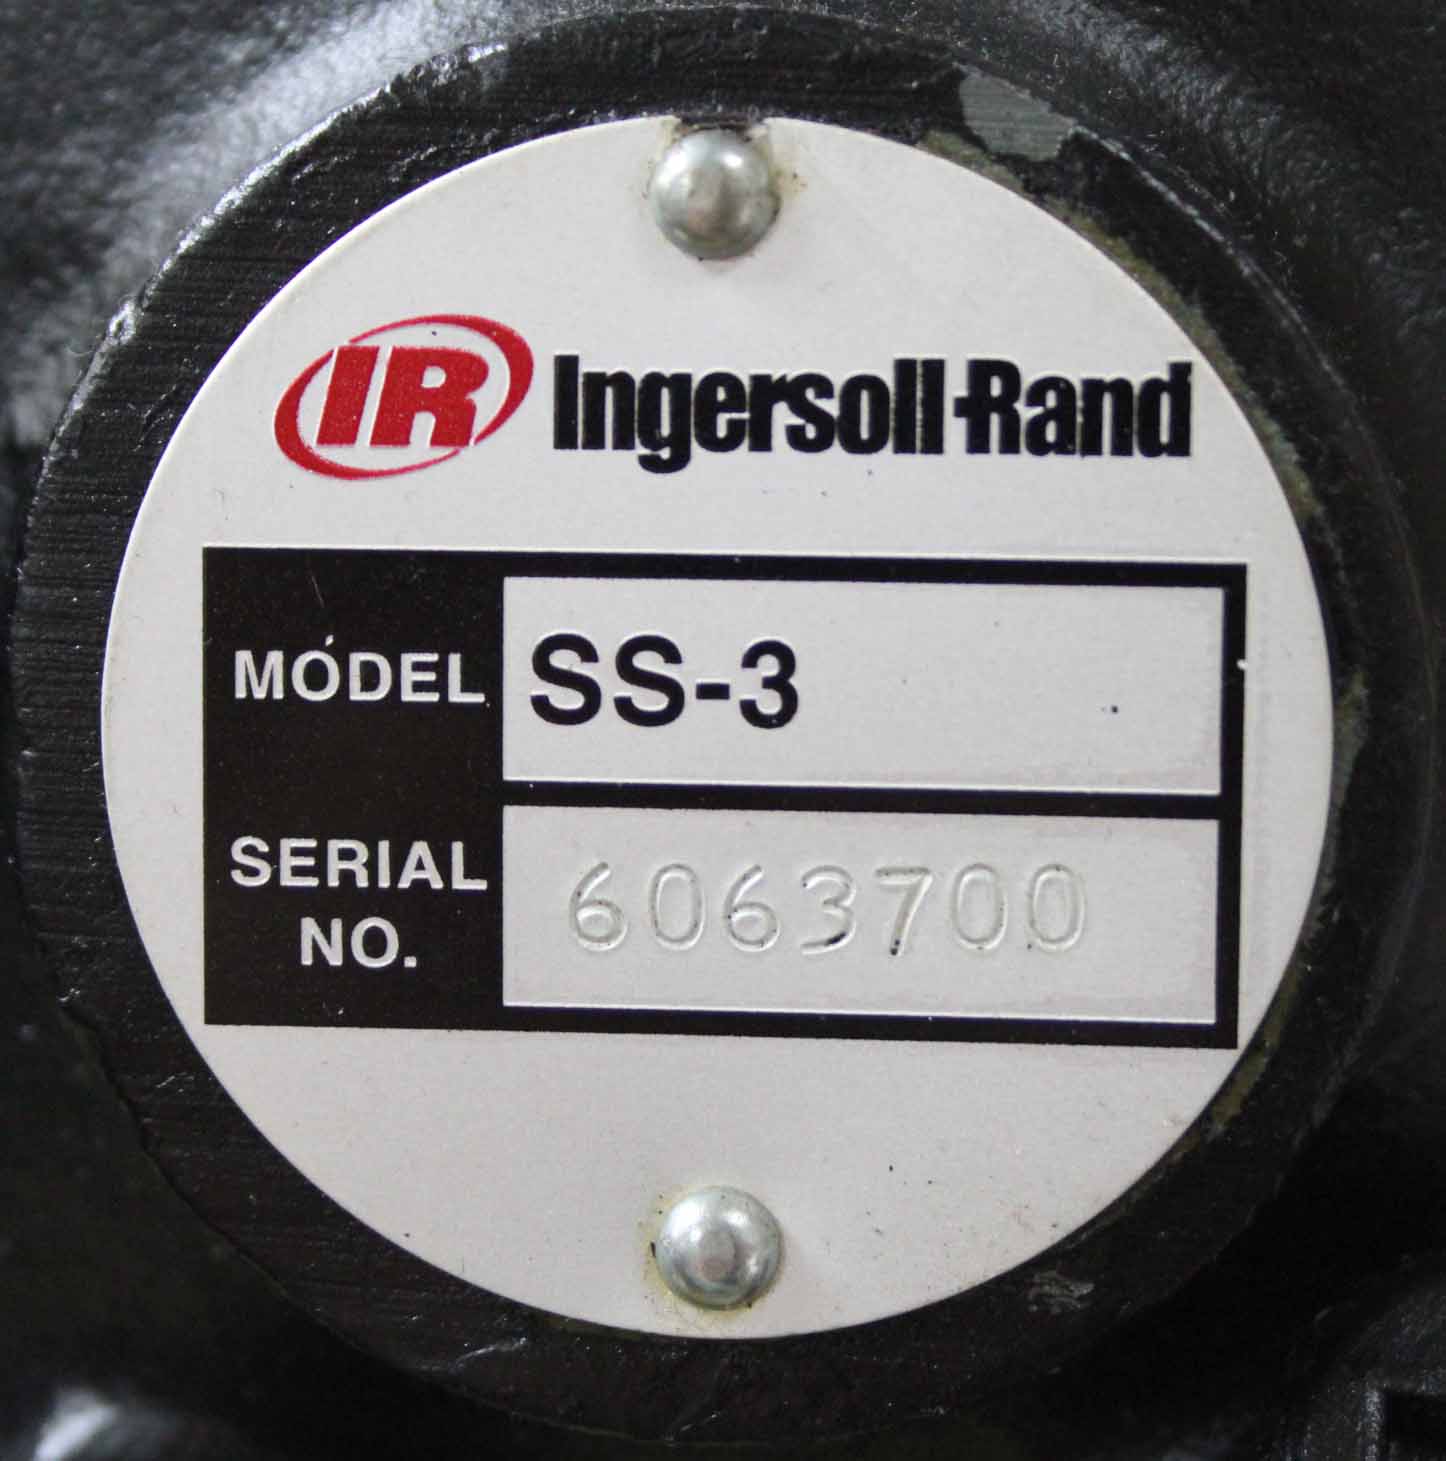 IR Ingersoll-Rand
MODEL SS-3
SERIAL NO. 6063700